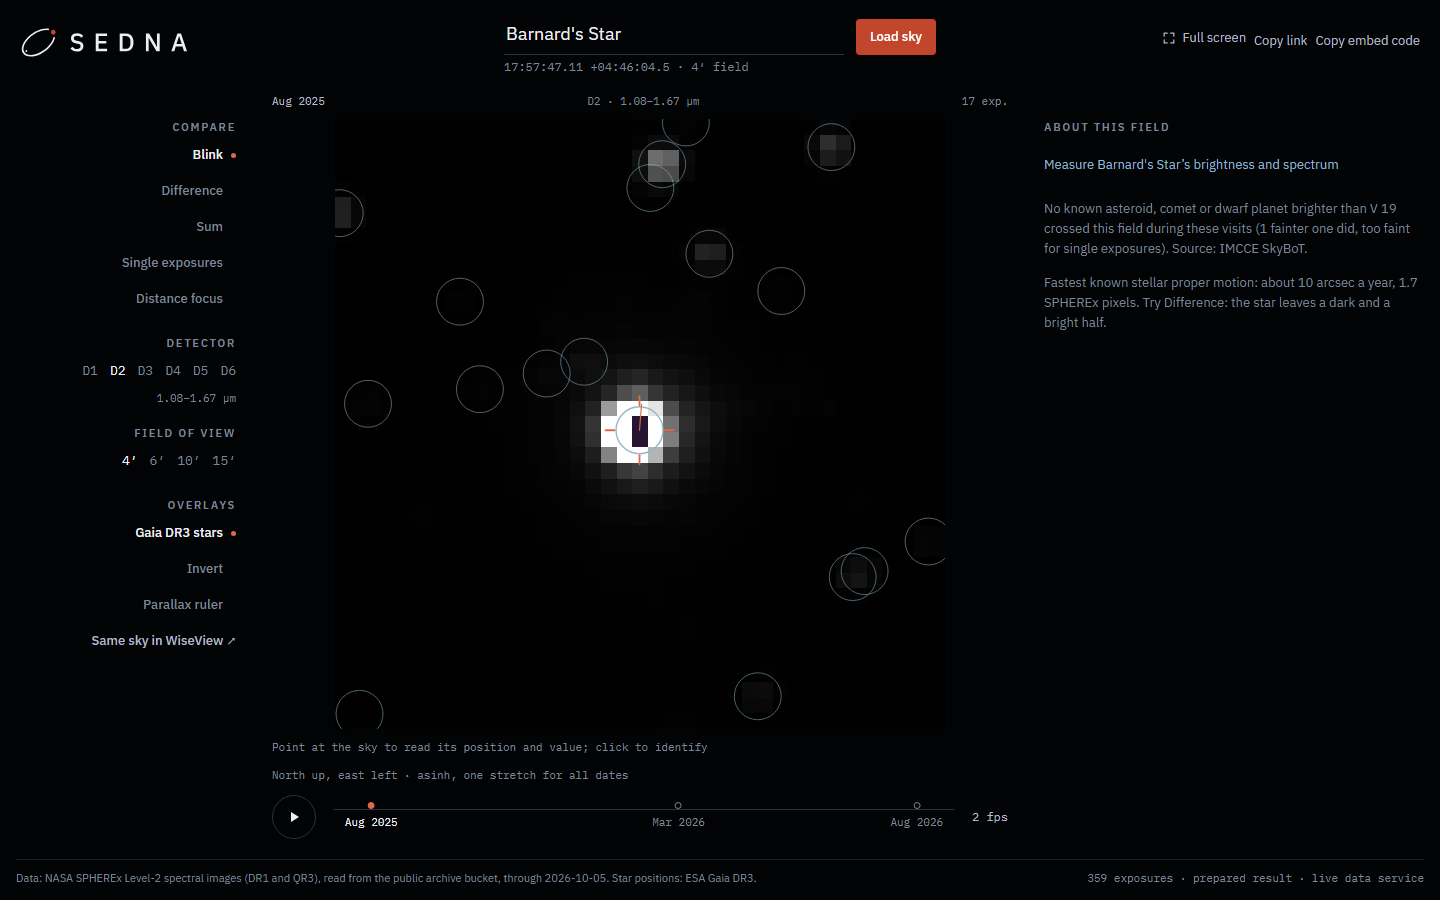 SEDNA
Barnard's Star
Load sky
17:57:47.11 +04:46:04.5 · 4′ field
Full screen
Copy link
Copy embed code
Aug 2025
D2 · 1.08–1.67 µm
17 exp.
COMPARE
Blink
Difference
Sum
Single exposures
Distance focus
DETECTOR
D1 D2 D3 D4 D5 D6
1.08–1.67 µm
FIELD OF VIEW
4′ 6′ 10′ 15′
OVERLAYS
Gaia DR3 stars
Invert
Parallax ruler
Same sky in WiseView ↗
ABOUT THIS FIELD
Measure Barnard's Star’s brightness and spectrum
No known asteroid, comet or dwarf planet brighter than V 19
crossed this field during these visits (1 fainter one did, too faint
for single exposures). Source: IMCCE SkyBoT.
Fastest known stellar proper motion: about 10 arcsec a year, 1.7
SPHEREx pixels. Try Difference: the star leaves a dark and a
bright half.
Point at the sky to read its position and value; click to identify
North up, east left · asinh, one stretch for all dates
Aug 2025
Mar 2026
Aug 2026
2 fps
Data: NASA SPHEREx Level-2 spectral images (DR1 and QR3), read from the public archive bucket, through 2026-10-05. Star positions: ESA Gaia DR3.
359 exposures · prepared result · live data service